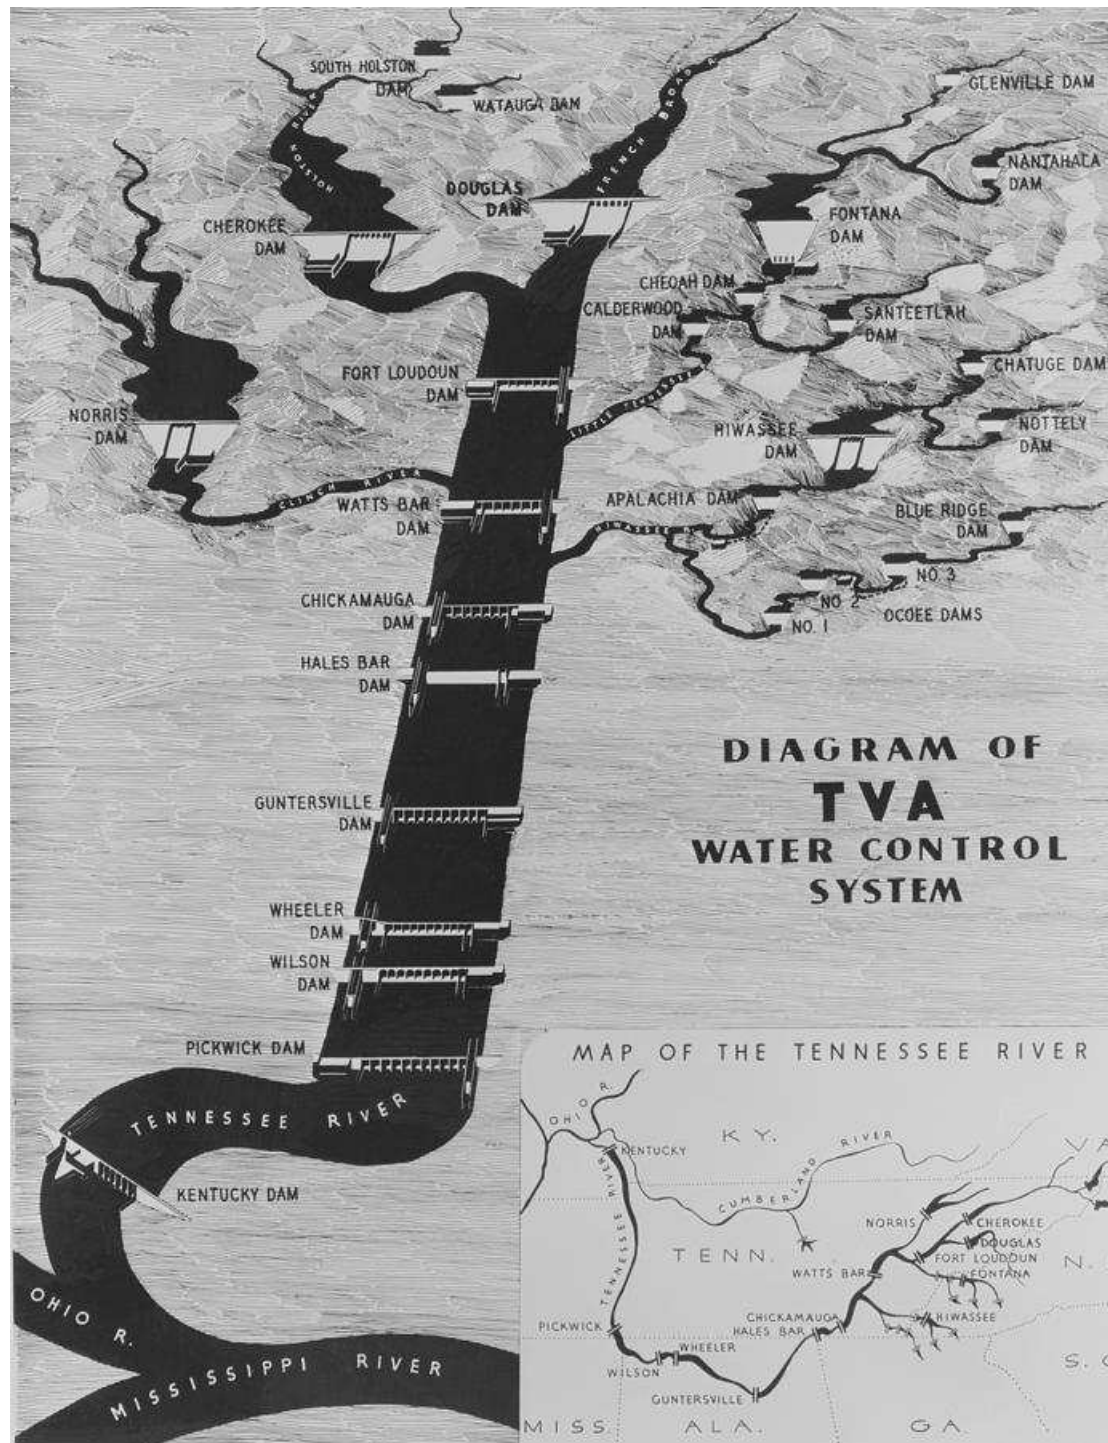 SOUTH HOLSTON
DAM
WATAUGA DAM
HOLSTON RIVER
FRENCH BROAD R.
GLENVILLE DAM
NANTAHALA
DAM
DOUGLAS
DAM
CHEROKEE
DAM
FONTANA
DAM
CHEOAH DAM
CALDERWOOD
DAM
SANTEETLAH
DAM
CHATUGE DAM
FORT LOUDOUN
DAM
LITTLE TENNESSEE
NORRIS
DAM
HIWASSEE
DAM
NOTTELY
DAM
CLINCH RIVER
WATTS BAR
DAM
APALACHIA DAM
BLUE RIDGE
DAM
HIWASSEE R.
NO. 3
NO. 2
OCOEE DAMS
NO. 1
CHICKAMAUGA
DAM
HALES BAR
DAM
DIAGRAM OF
TVA
WATER CONTROL
SYSTEM
GUNTERSVILLE
DAM
WHEELER
DAM
WILSON
DAM
PICKWICK DAM
TENNESSEE RIVER
KENTUCKY DAM
OHIO R.
MISSISSIPPI RIVER
MAP OF THE TENNESSEE RIVER
OHIO R.
KY.
VA
KENTUCKY
CUMBERLAND RIVER
TENNESSEE RIVER
NORRIS
CHEROKEE
DOUGLAS
FORT LOUDOUN
TENN.
N.
WATTS BAR
FONTANA
CHICKAMAUGA
HIWASSEE
HALES BAR
PICKWICK
WHEELER
WILSON
S. C
GUNTERSVILLE
MISS
ALA.
GA.